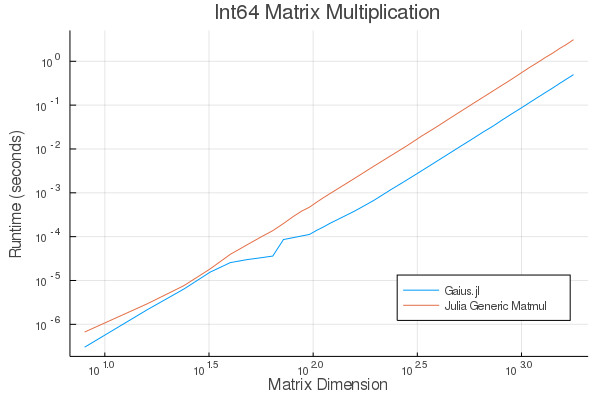 Int64 Matrix Multiplication
Runtime (seconds)
10 0
10 -1
10 -2
10 -3
10 -4
10 -5
10 -6
Gaius.jl
Julia Generic Matmul
10 1.0
10 1.5
10 2.0
10 2.5
10 3.0
Matrix Dimension